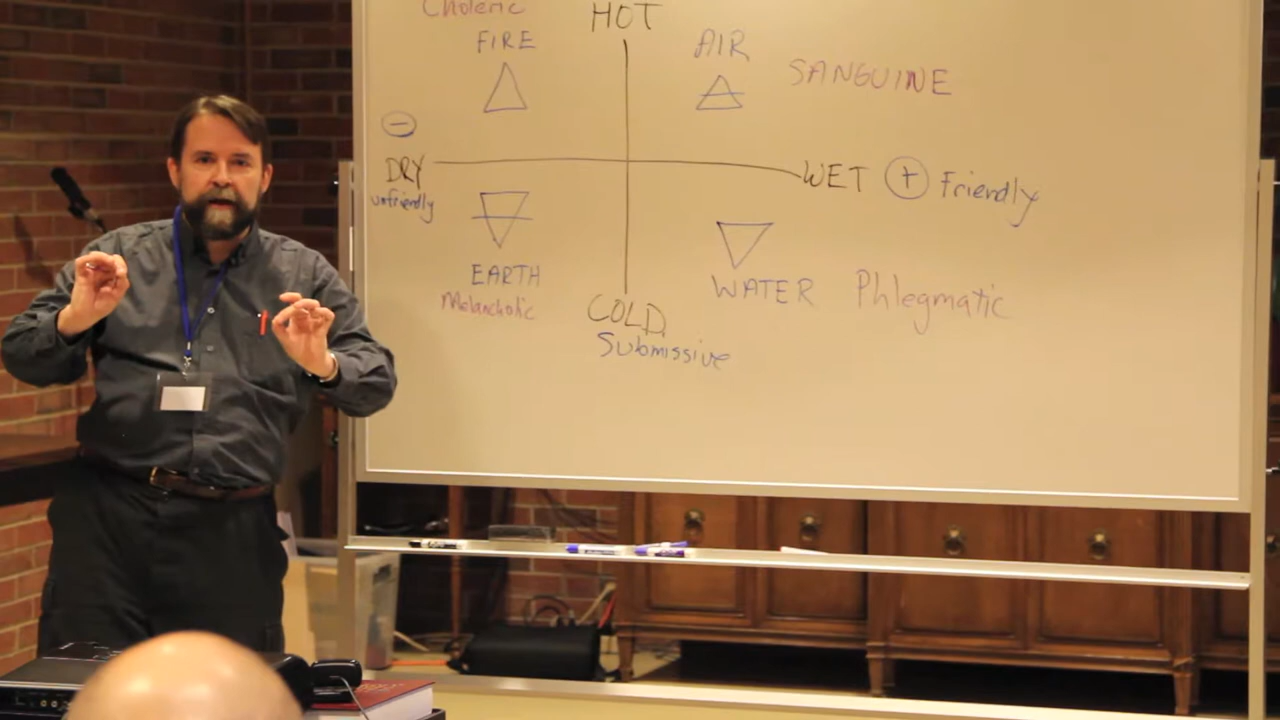 Choleric
HOT
FIRE
AIR
SANGUINE
−
DRY
WET + Friendly
unfriendly
EARTH
WATER Phlegmatic
Melancholic
COLD
Submissive